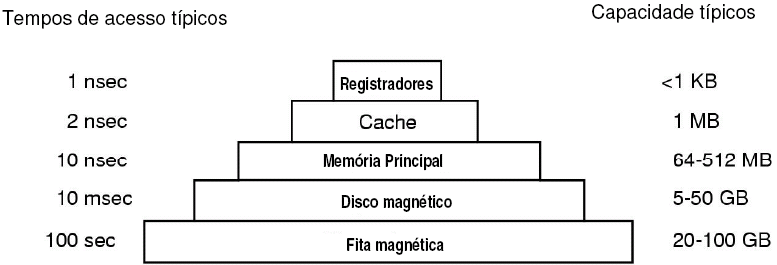 Tempos de acesso típicos Capacidade típicos
1 nsec Registradores <1 KB
2 nsec Cache 1 MB
10 nsec Memória Principal 64-512 MB
10 msec Disco magnético 5-50 GB
100 sec Fita magnética 20-100 GB